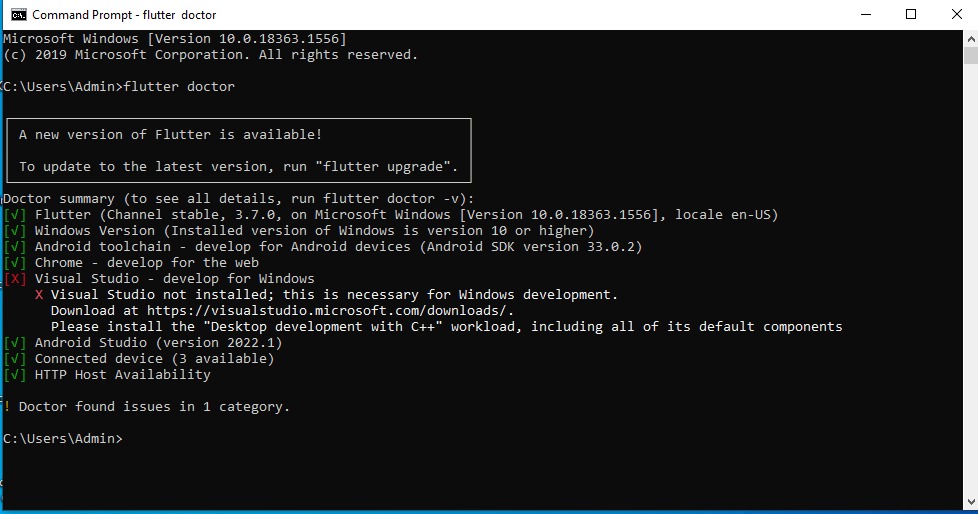 Command Prompt - flutter doctor
Microsoft Windows [Version 10.0.18363.1556]
(c) 2019 Microsoft Corporation. All rights reserved.
C:\Users\Admin>flutter doctor
A new version of Flutter is available!
To update to the latest version, run "flutter upgrade".
Doctor summary (to see all details, run flutter doctor -v):
[√] Flutter (Channel stable, 3.7.0, on Microsoft Windows [Version 10.0.18363.1556], locale en-US)
[√] Windows Version (Installed version of Windows is version 10 or higher)
[√] Android toolchain - develop for Android devices (Android SDK version 33.0.2)
[√] Chrome - develop for the web
[X] Visual Studio - develop for Windows
X Visual Studio not installed; this is necessary for Windows development.
Download at https://visualstudio.microsoft.com/downloads/.
Please install the "Desktop development with C++" workload, including all of its default components
[√] Android Studio (version 2022.1)
[√] Connected device (3 available)
[√] HTTP Host Availability
! Doctor found issues in 1 category.
C:\Users\Admin>